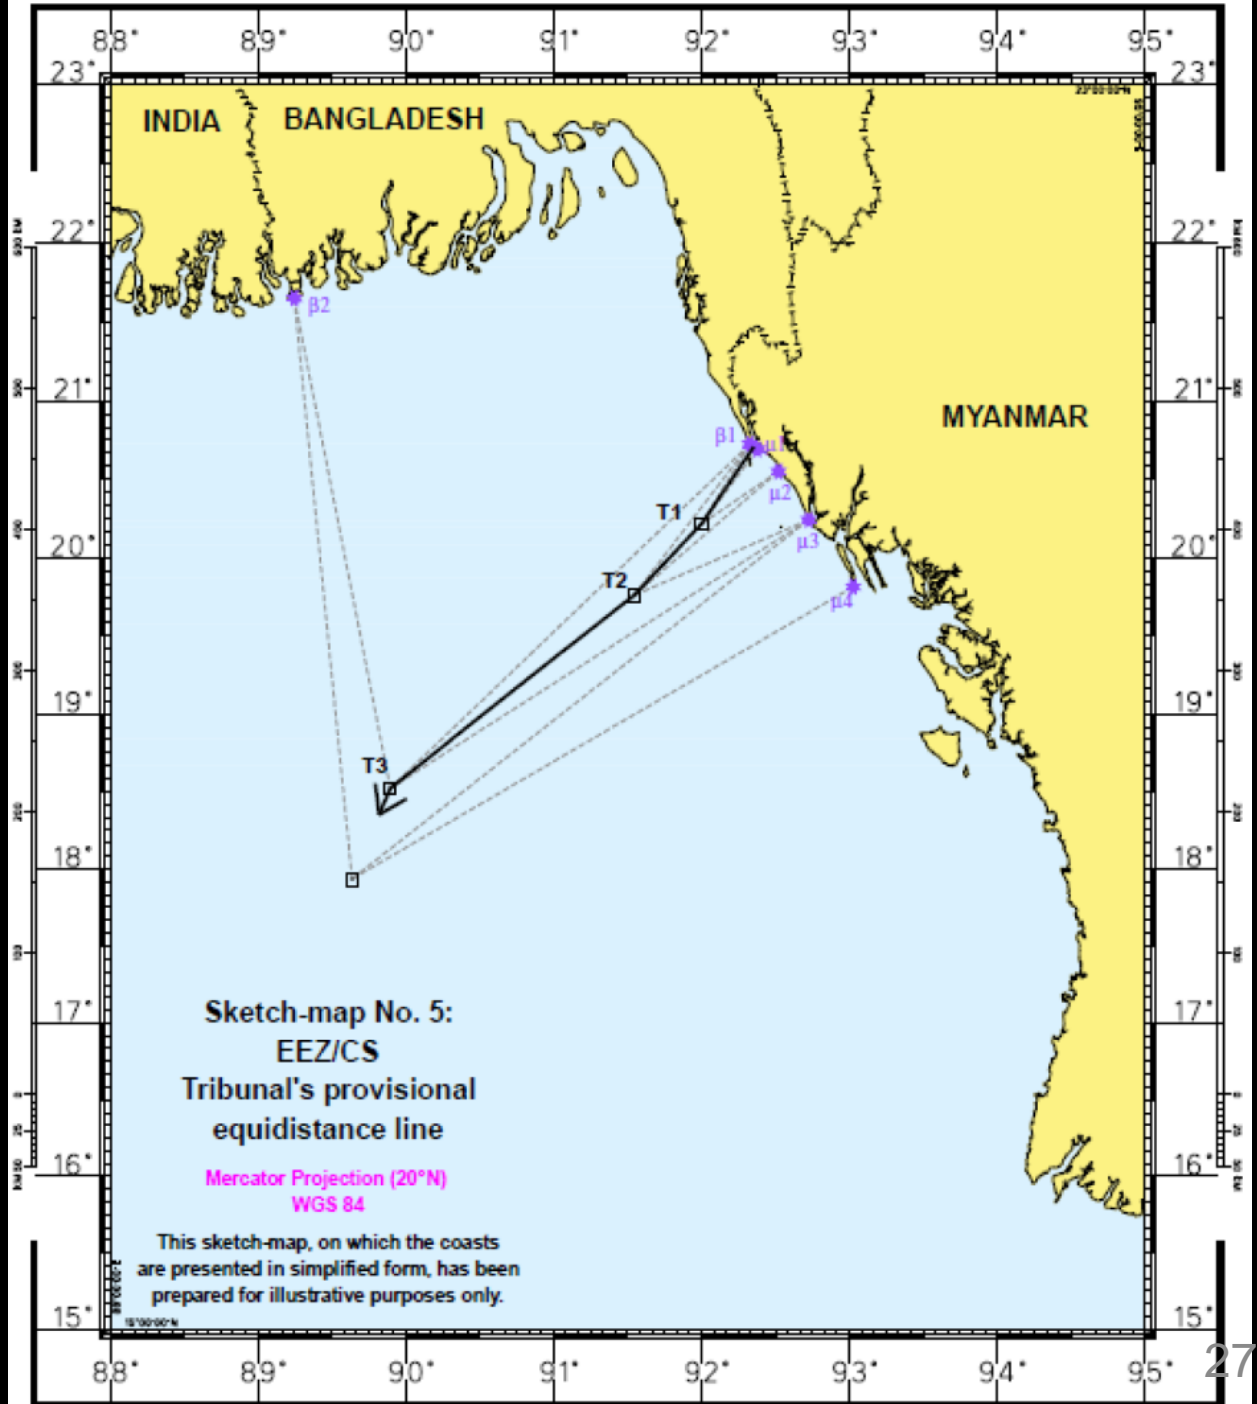 88° 89° 90° 91° 92° 93° 94° 95°
23° 23°
INDIA BANGLADESH
22° 22°
β2
21° 21°
MYANMAR
β1 μ1
μ2
T1
μ3
20° 20°
T2
μ4
19° 19°
T3
18° 18°
17° 17°
Sketch-map No. 5:
EEZ/CS
Tribunal's provisional
equidistance line
16° 16°
Mercator Projection (20°N)
WGS 84
This sketch-map, on which the coasts
are presented in simplified form, has been
prepared for illustrative purposes only.
15° 15°
27
88° 89° 90° 91° 92° 93° 94° 95°